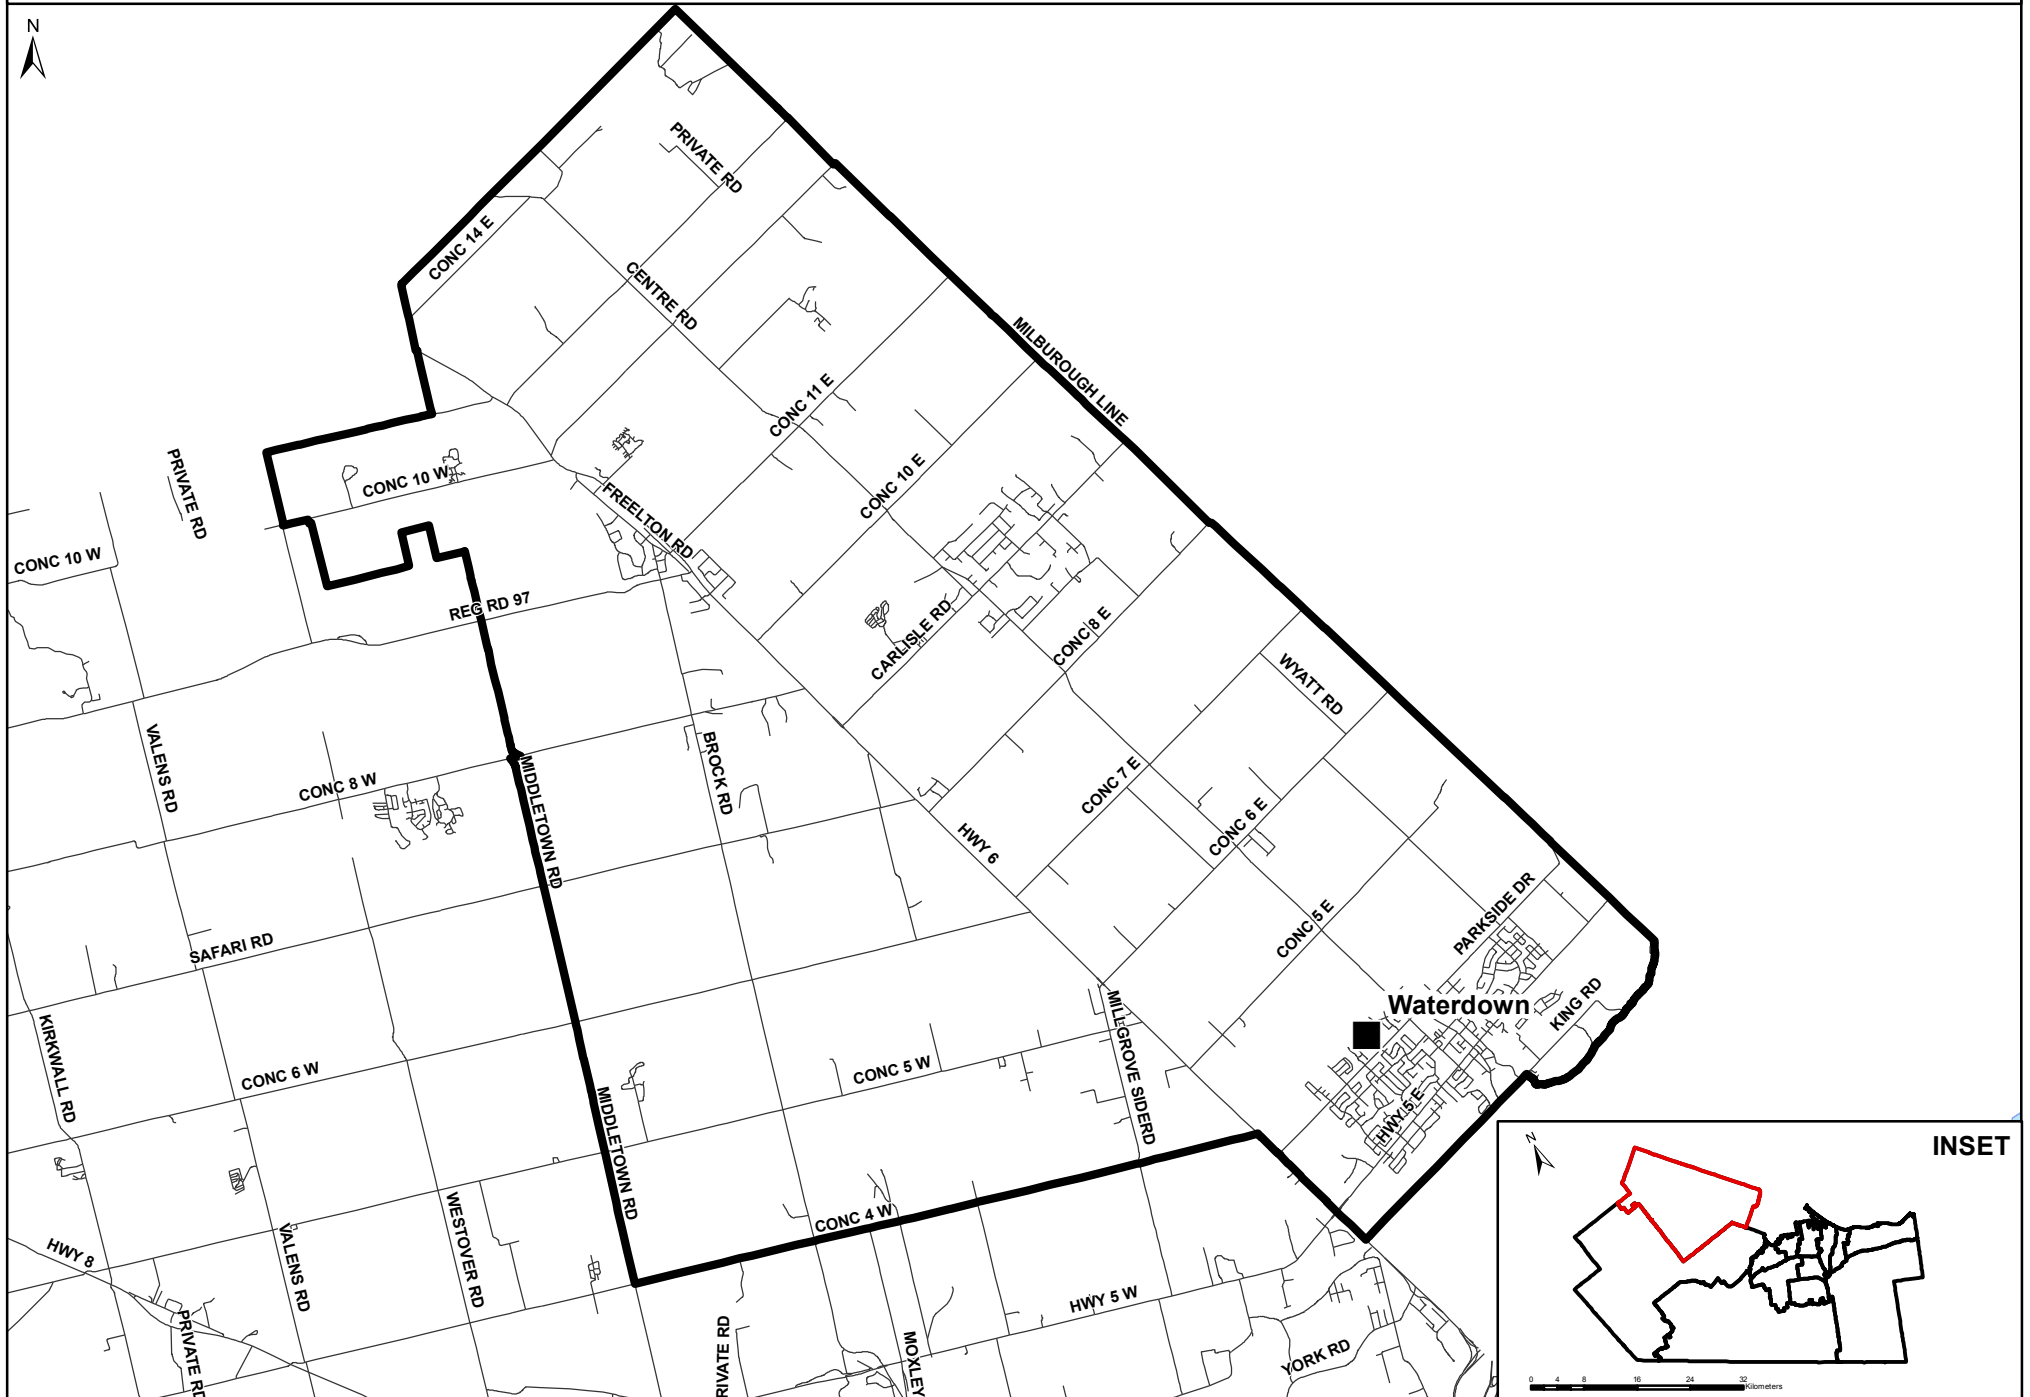 N
PRIVATE RD
CONC 14 E
CENTRE RD
MILBUROUGH LINE
CONC 11 E
PRIVATE RD
CONC 10 W
CONC 10 E
FREELTON RD
CONC 10 W
REG RD 97
CARLISLE RD
CONC 8 E
WYATT RD
VALENS RD
BROCK RD
CONC 8 W
MIDDLETOWN RD
CONC 7 E
CONC 6 E
HWY 6
PARKSIDE DR
CONC 5 E
SAFARI RD
Waterdown
KING RD
KIRKWALL RD
MILLGROVE SIDERD
CONC 6 W
CONC 5 W
MIDDLETOWN RD
HWY 5 E
CONC 4 W
WESTOVER RD
VALENS RD
HWY 8
HWY 5 W
PRIVATE RD
RIVATE RD
MOXLEY
YORK RD
INSET
N
0 4 8 16 24 32
Kilometers